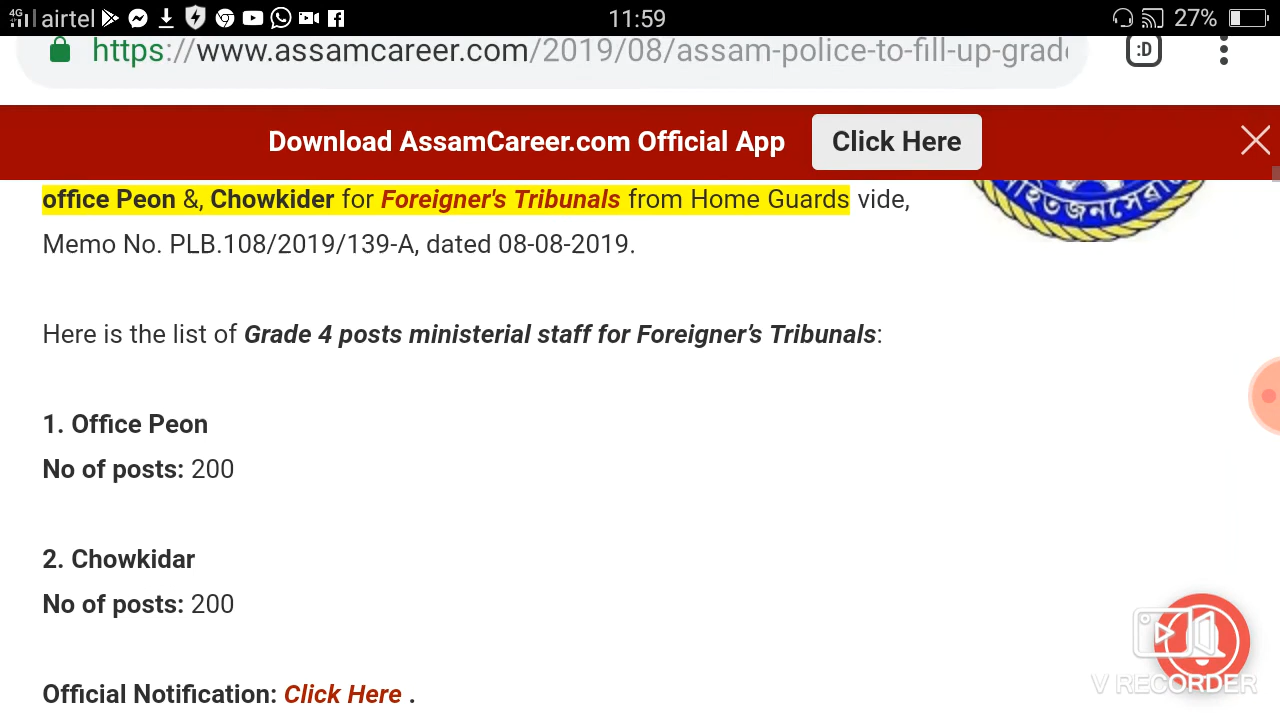 4G airtel 11:59 27%
https://www.assamcareer.com/2019/08/assam-police-to-fill-up-grad :D
Download AssamCareer.com Official App Click Here
office Peon &, Chowkider for Foreigner's Tribunals from Home Guards vide,
Memo No. PLB.108/2019/139-A, dated 08-08-2019.
Here is the list of Grade 4 posts ministerial staff for Foreigner's Tribunals:
1. Office Peon
No of posts: 200
2. Chowkidar
No of posts: 200
Official Notification: Click Here .
V RECORDER